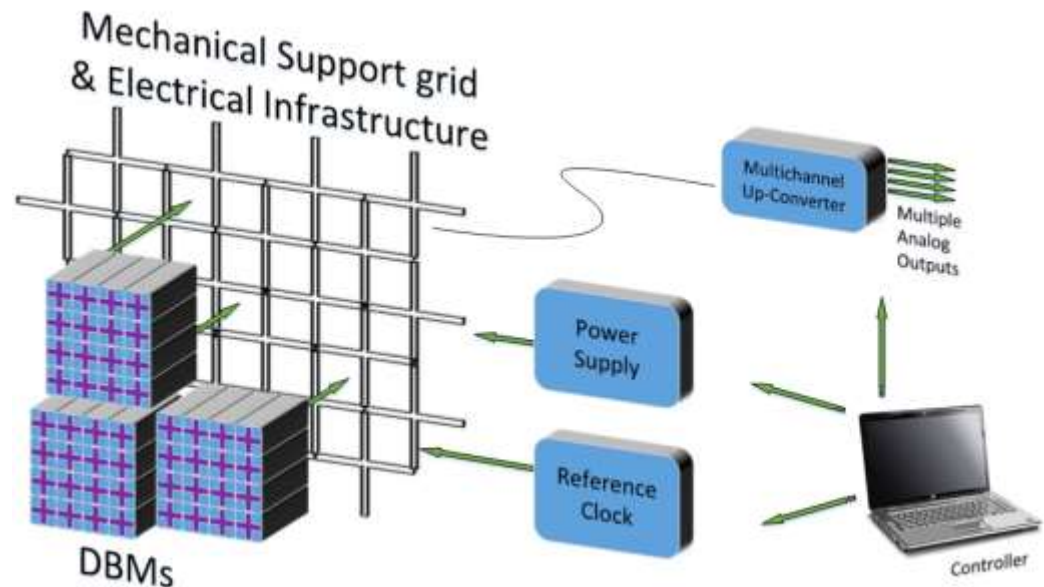 Mechanical Support grid
& Electrical Infrastructure
Multichannel
Up-Converter
Multiple
Analog
Outputs
Power
Supply
Reference
Clock
DBMs
Controller